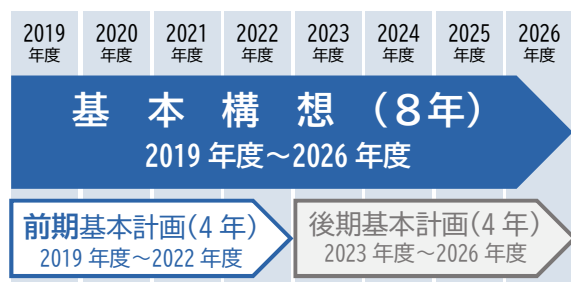 2019 2020 2021 2022 2023 2024 2025 2026
年度 年度 年度 年度 年度 年度 年度 年度
基本構想（8年）
2019 年度～2026 年度
前期基本計画(4 年)
2019 年度～2022 年度
後期基本計画(4 年)
2023 年度～2026 年度